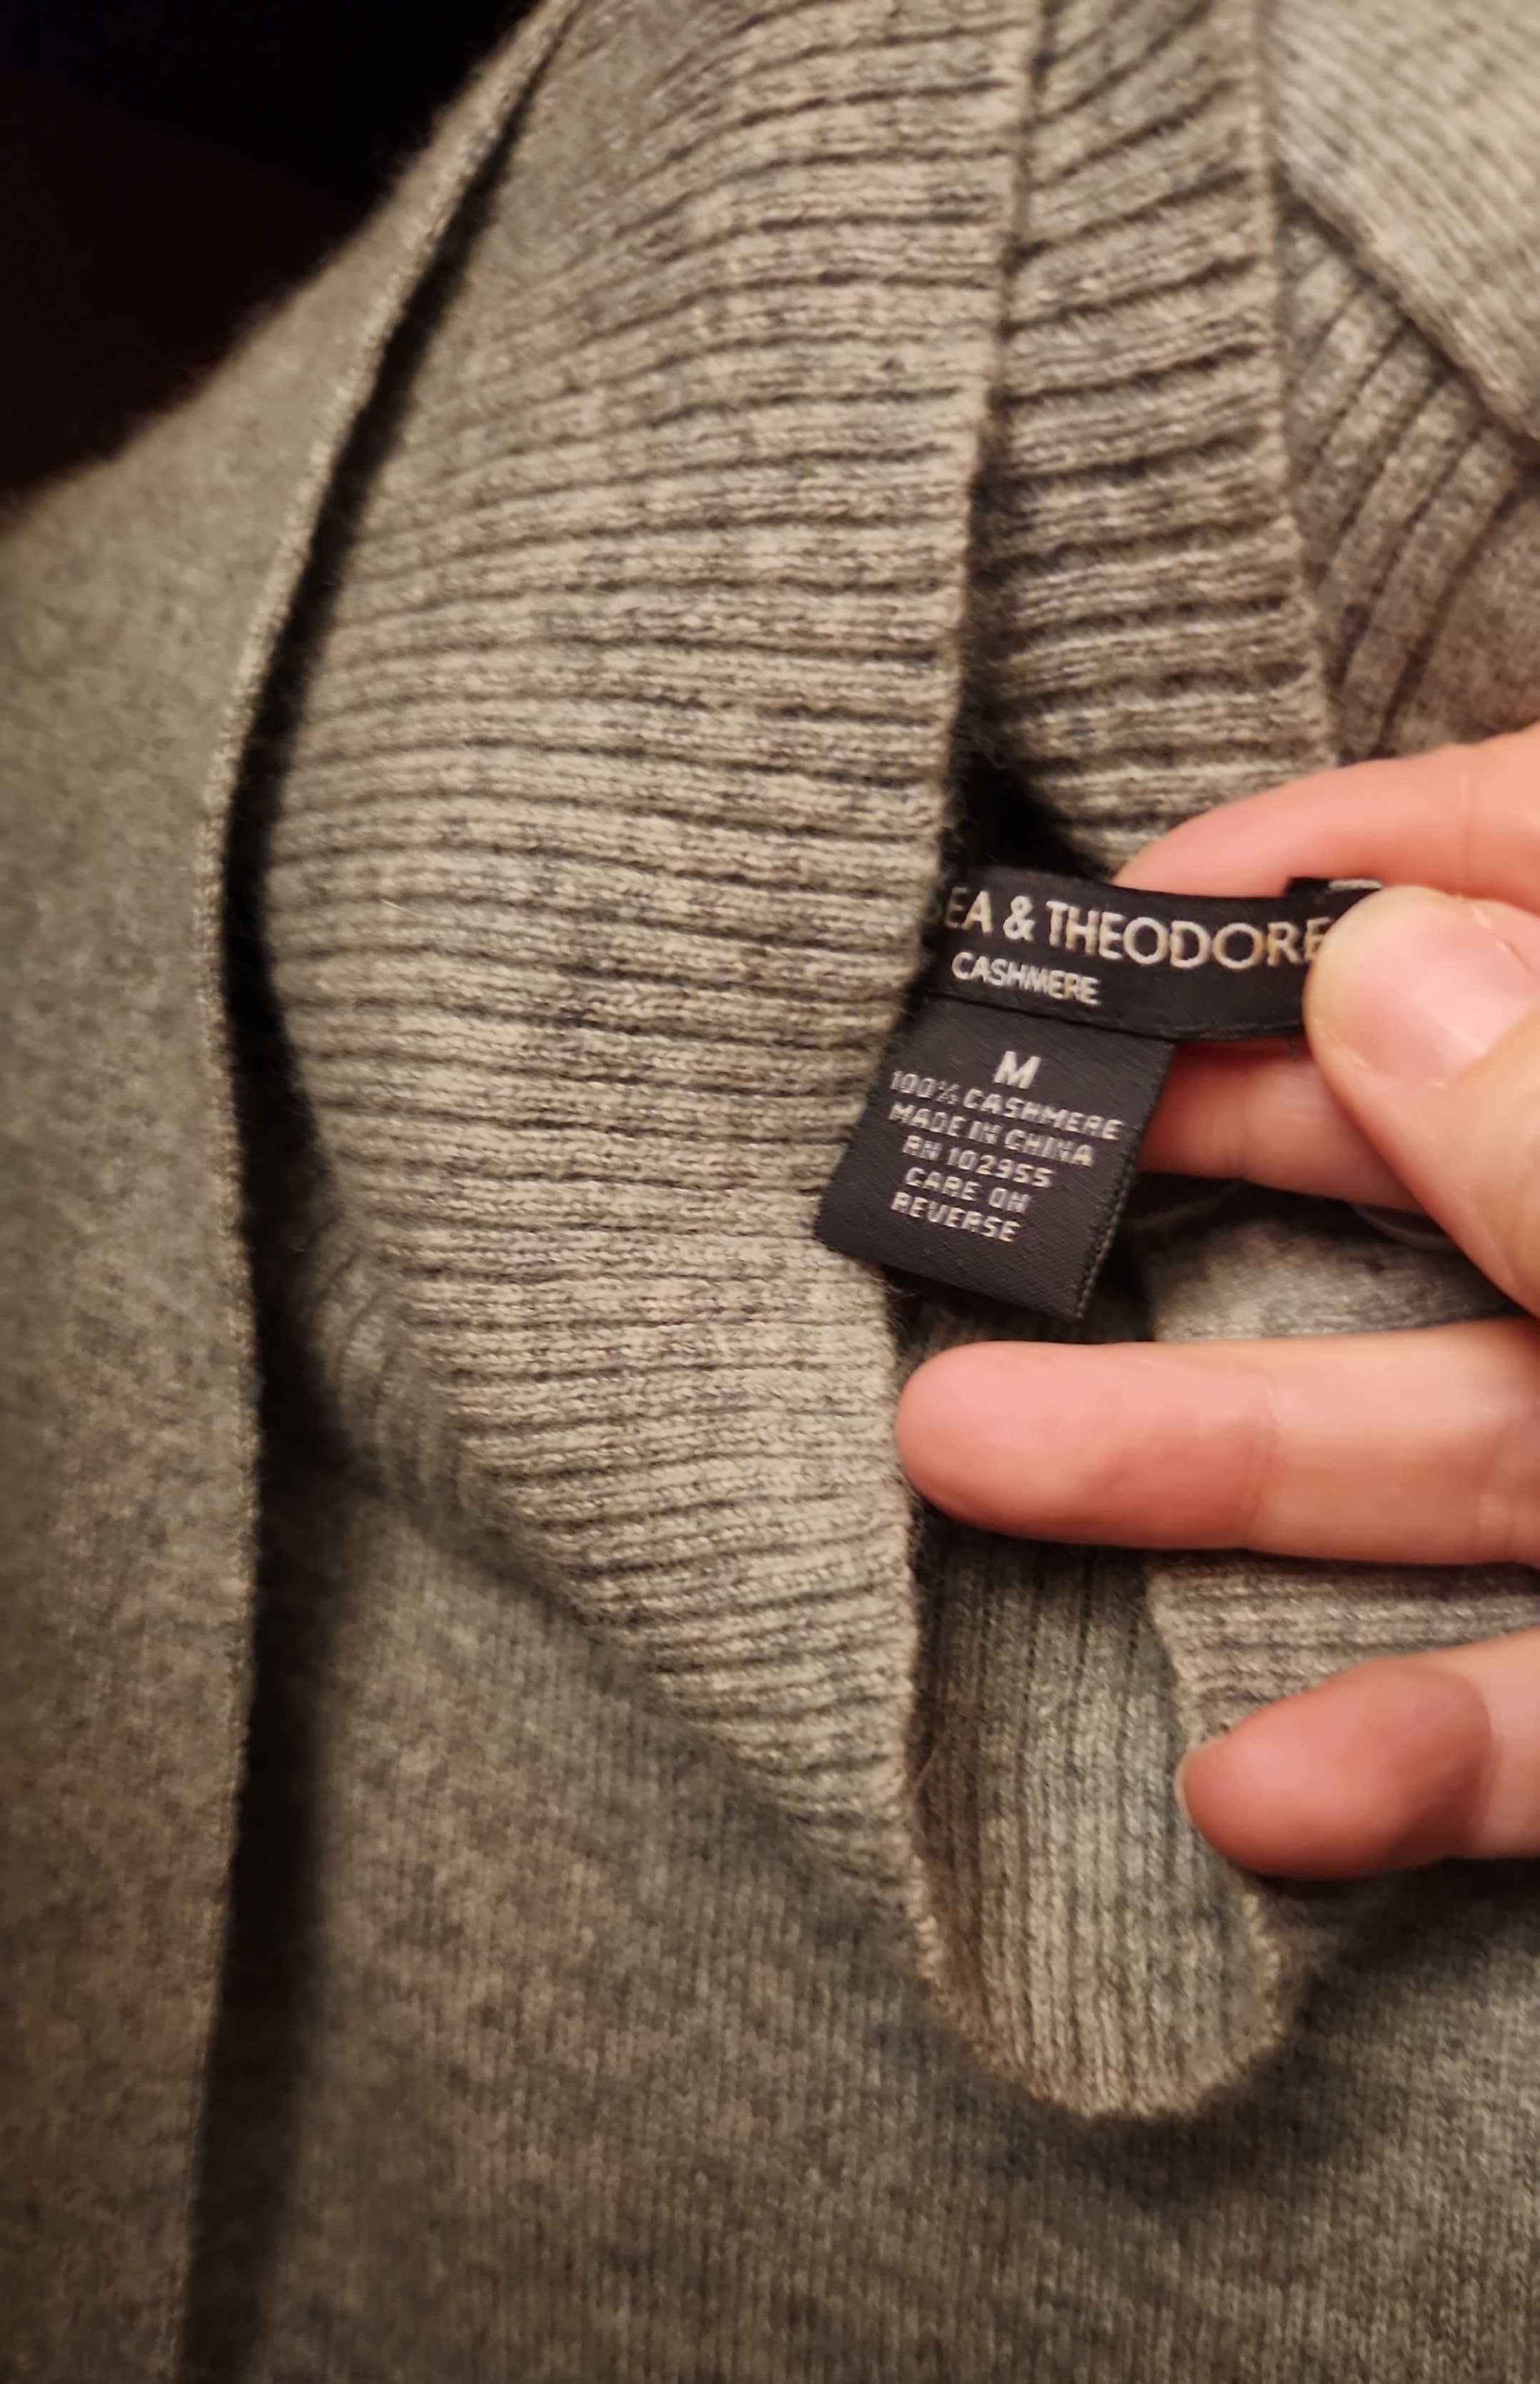 EA & THEODORE
CASHMERE
M
100% CASHMERE
MADE IN CHINA
RN 102955
CARE ON
REVERSE